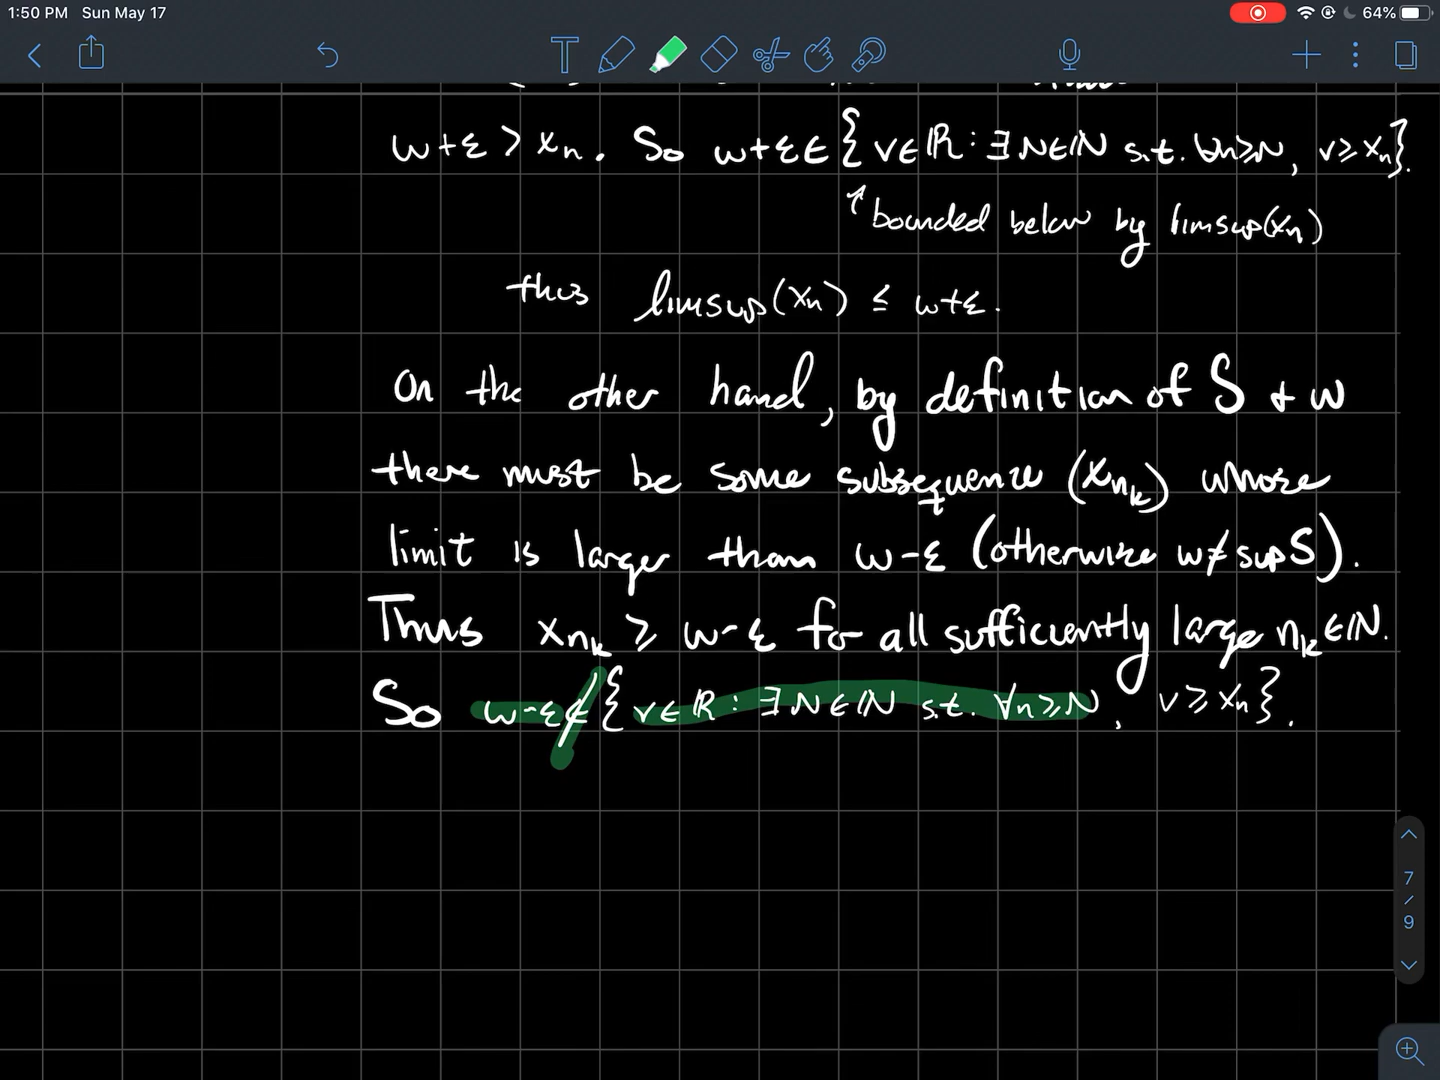 1:50 PM Sun May 17 64%
T
w+ε > xₙ. So w+ε ∈ {v∈ℝ : ∃N∈ℕ s.t. ∀n≥N, v≥xₙ}.
↑ bounded below by limsup(xₙ)
thus limsup(xₙ) ≤ w+ε.
On the other hand, by definition of S + w
there must be some subsequence (xₙₖ) whose
limit is larger than w-ε (otherwise w≠supS).
Thus xₙₖ ≥ w-ε for all sufficiently large nₖ∈ℕ.
So w-ε ∉ {v∈ℝ : ∃N∈ℕ s.t. ∀n≥N, v≥xₙ}.
7
/
9